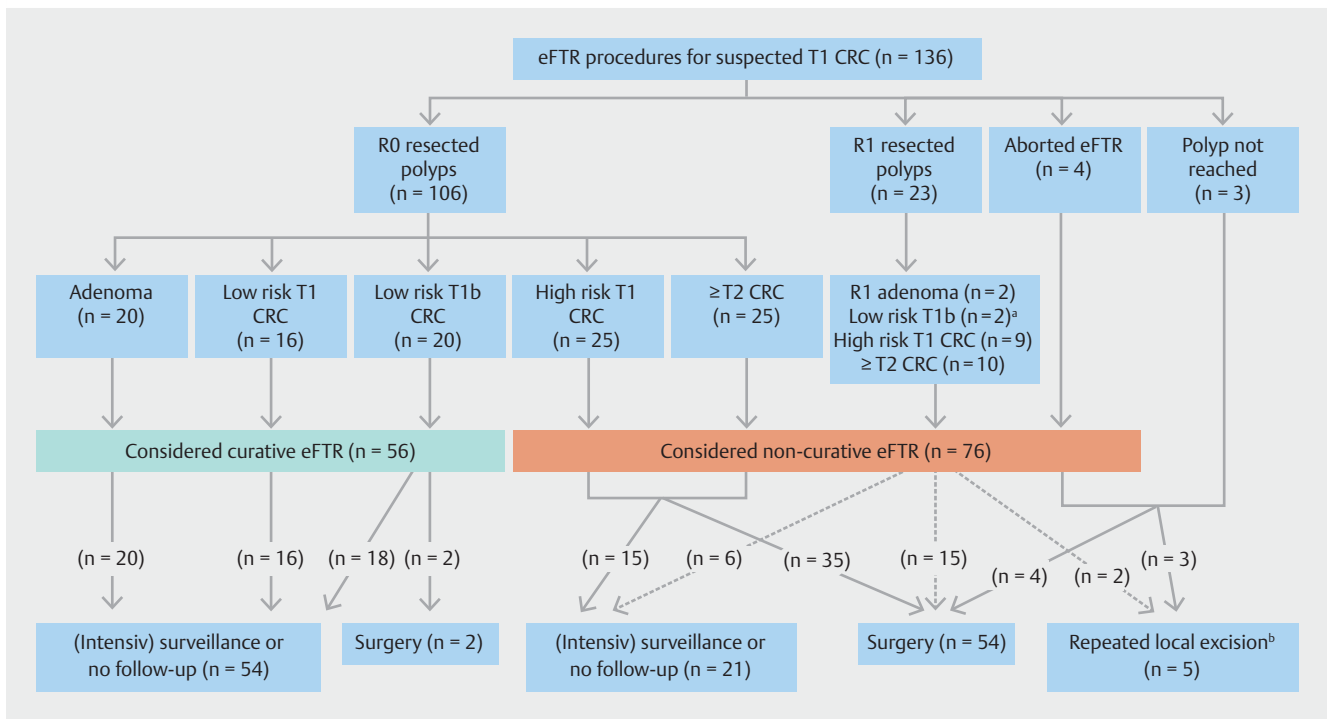 eFTR procedures for suspected T1 CRC (n = 136)
R0 resected
polyps
(n = 106)
R1 resected
polyps
(n = 23)
Aborted eFTR
(n = 4)
Polyp not
reached
(n = 3)
Adenoma
(n = 20)
Low risk T1
CRC
(n = 16)
Low risk T1b
CRC
(n = 20)
High risk T1
CRC
(n = 25)
≥ T2 CRC
(n = 25)
R1 adenoma (n = 2)
Low risk T1b (n = 2)ᵃ
High risk T1 CRC (n = 9)
≥ T2 CRC (n = 10)
Considered curative eFTR (n = 56)
Considered non-curative eFTR (n = 76)
(n = 20)
(n = 16)
(n = 18)
(n = 2)
(n = 15)
(n = 6)
(n = 35)
(n = 15)
(n = 4)
(n = 2)
(n = 3)
(Intensiv) surveillance or
no follow-up (n = 54)
Surgery (n = 2)
(Intensiv) surveillance or
no follow-up (n = 21)
Surgery (n = 54)
Repeated local excisionᵇ
(n = 5)